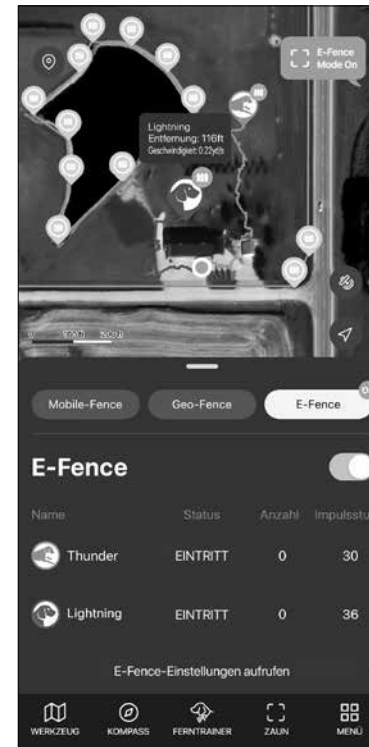 E-Fence
Mode On
Lightning
Entfernung: 116ft
Geschwindigkeit: 0.22yd/s
Mobile-Fence
Geo-Fence
E-Fence
E-Fence
Name Status Anzahl Impulsstu
Thunder EINTRITT 0 30
Lightning EINTRITT 0 36
E-Fence-Einstellungen aufrufen
WERKZEUG KOMPASS FERNTRAINER ZAUN MENÜ